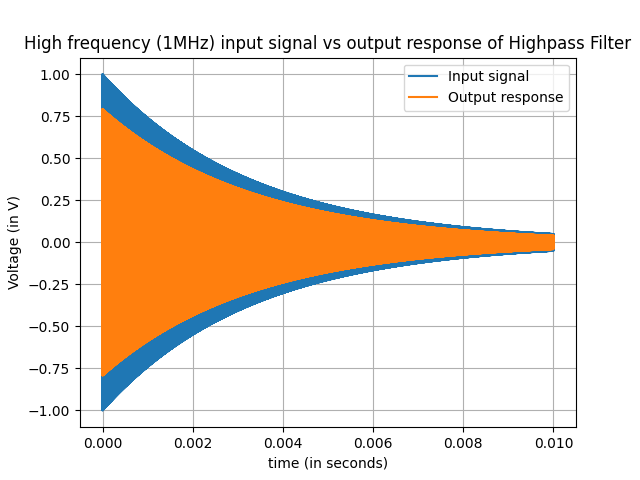 High frequency (1MHz) input signal vs output response of Highpass Filter
Input signal
Output response
1.00
0.75
0.50
0.25
0.00
−0.25
−0.50
−0.75
−1.00
Voltage (in V)
0.000 0.002 0.004 0.006 0.008 0.010
time (in seconds)